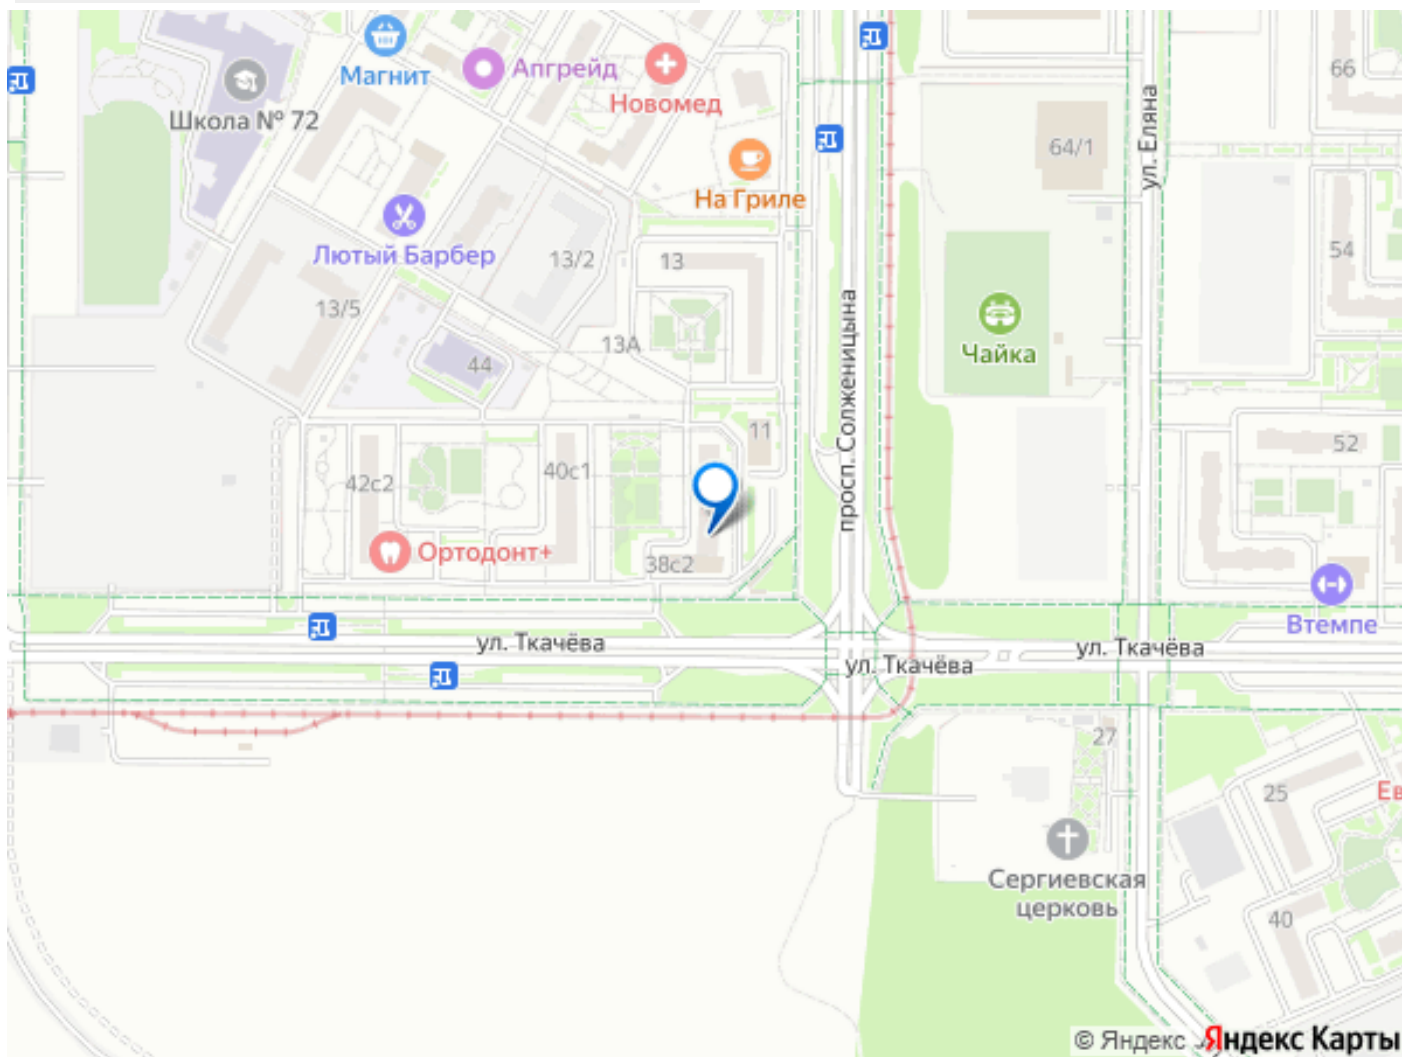 66
Магнит
Апгрейд
Новомед
Школа № 72
64/1
ул. Еляна
На Гриле
Лютый Барбер
13/2
13
54
13/5
просп. Солженицына
13А
Чайка
44
11
52
42с2
40с1
Ортодонт+
38с2
Втемпе
ул. Ткачёва
ул. Ткачёва
ул. Ткачёва
27
25
Ев
Сергиевская
церковь
40
© Яндекс
Яндекс Карты